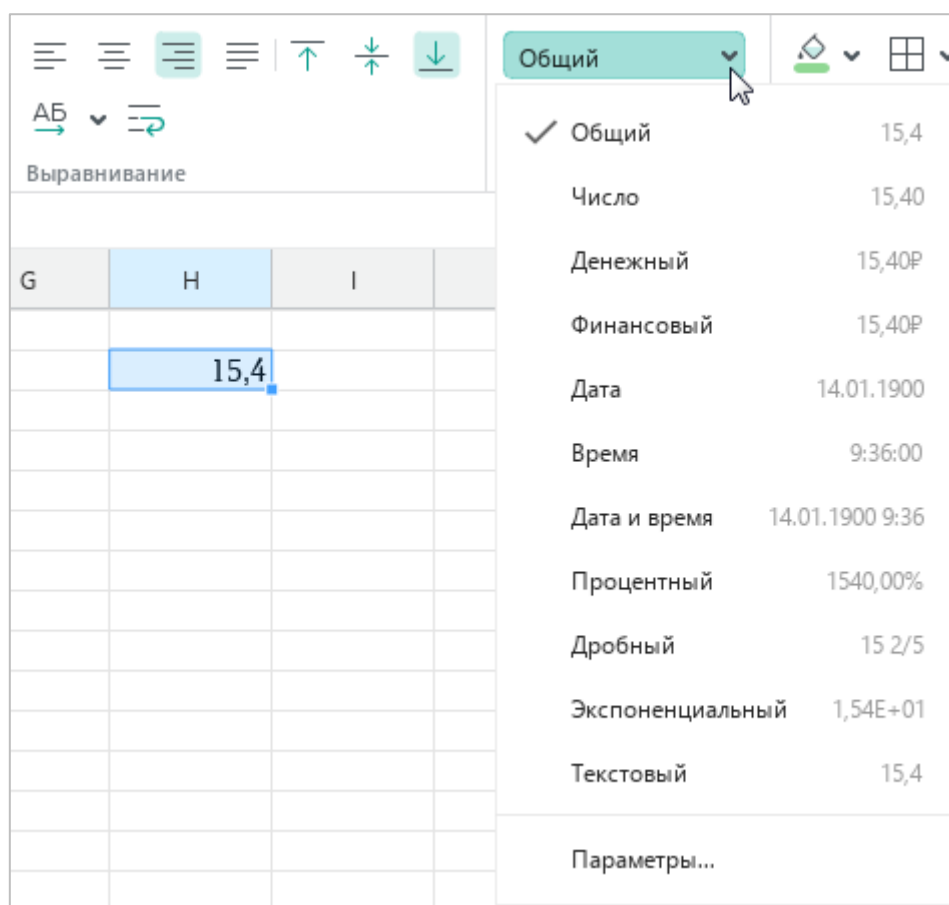 Общий
АБ
Выравнивание
G H I
15,4
Общий 15,4
Число 15,40
Денежный 15,40₽
Финансовый 15,40₽
Дата 14.01.1900
Время 9:36:00
Дата и время 14.01.1900 9:36
Процентный 1540,00%
Дробный 15 2/5
Экспоненциальный 1,54E+01
Текстовый 15,4
Параметры...